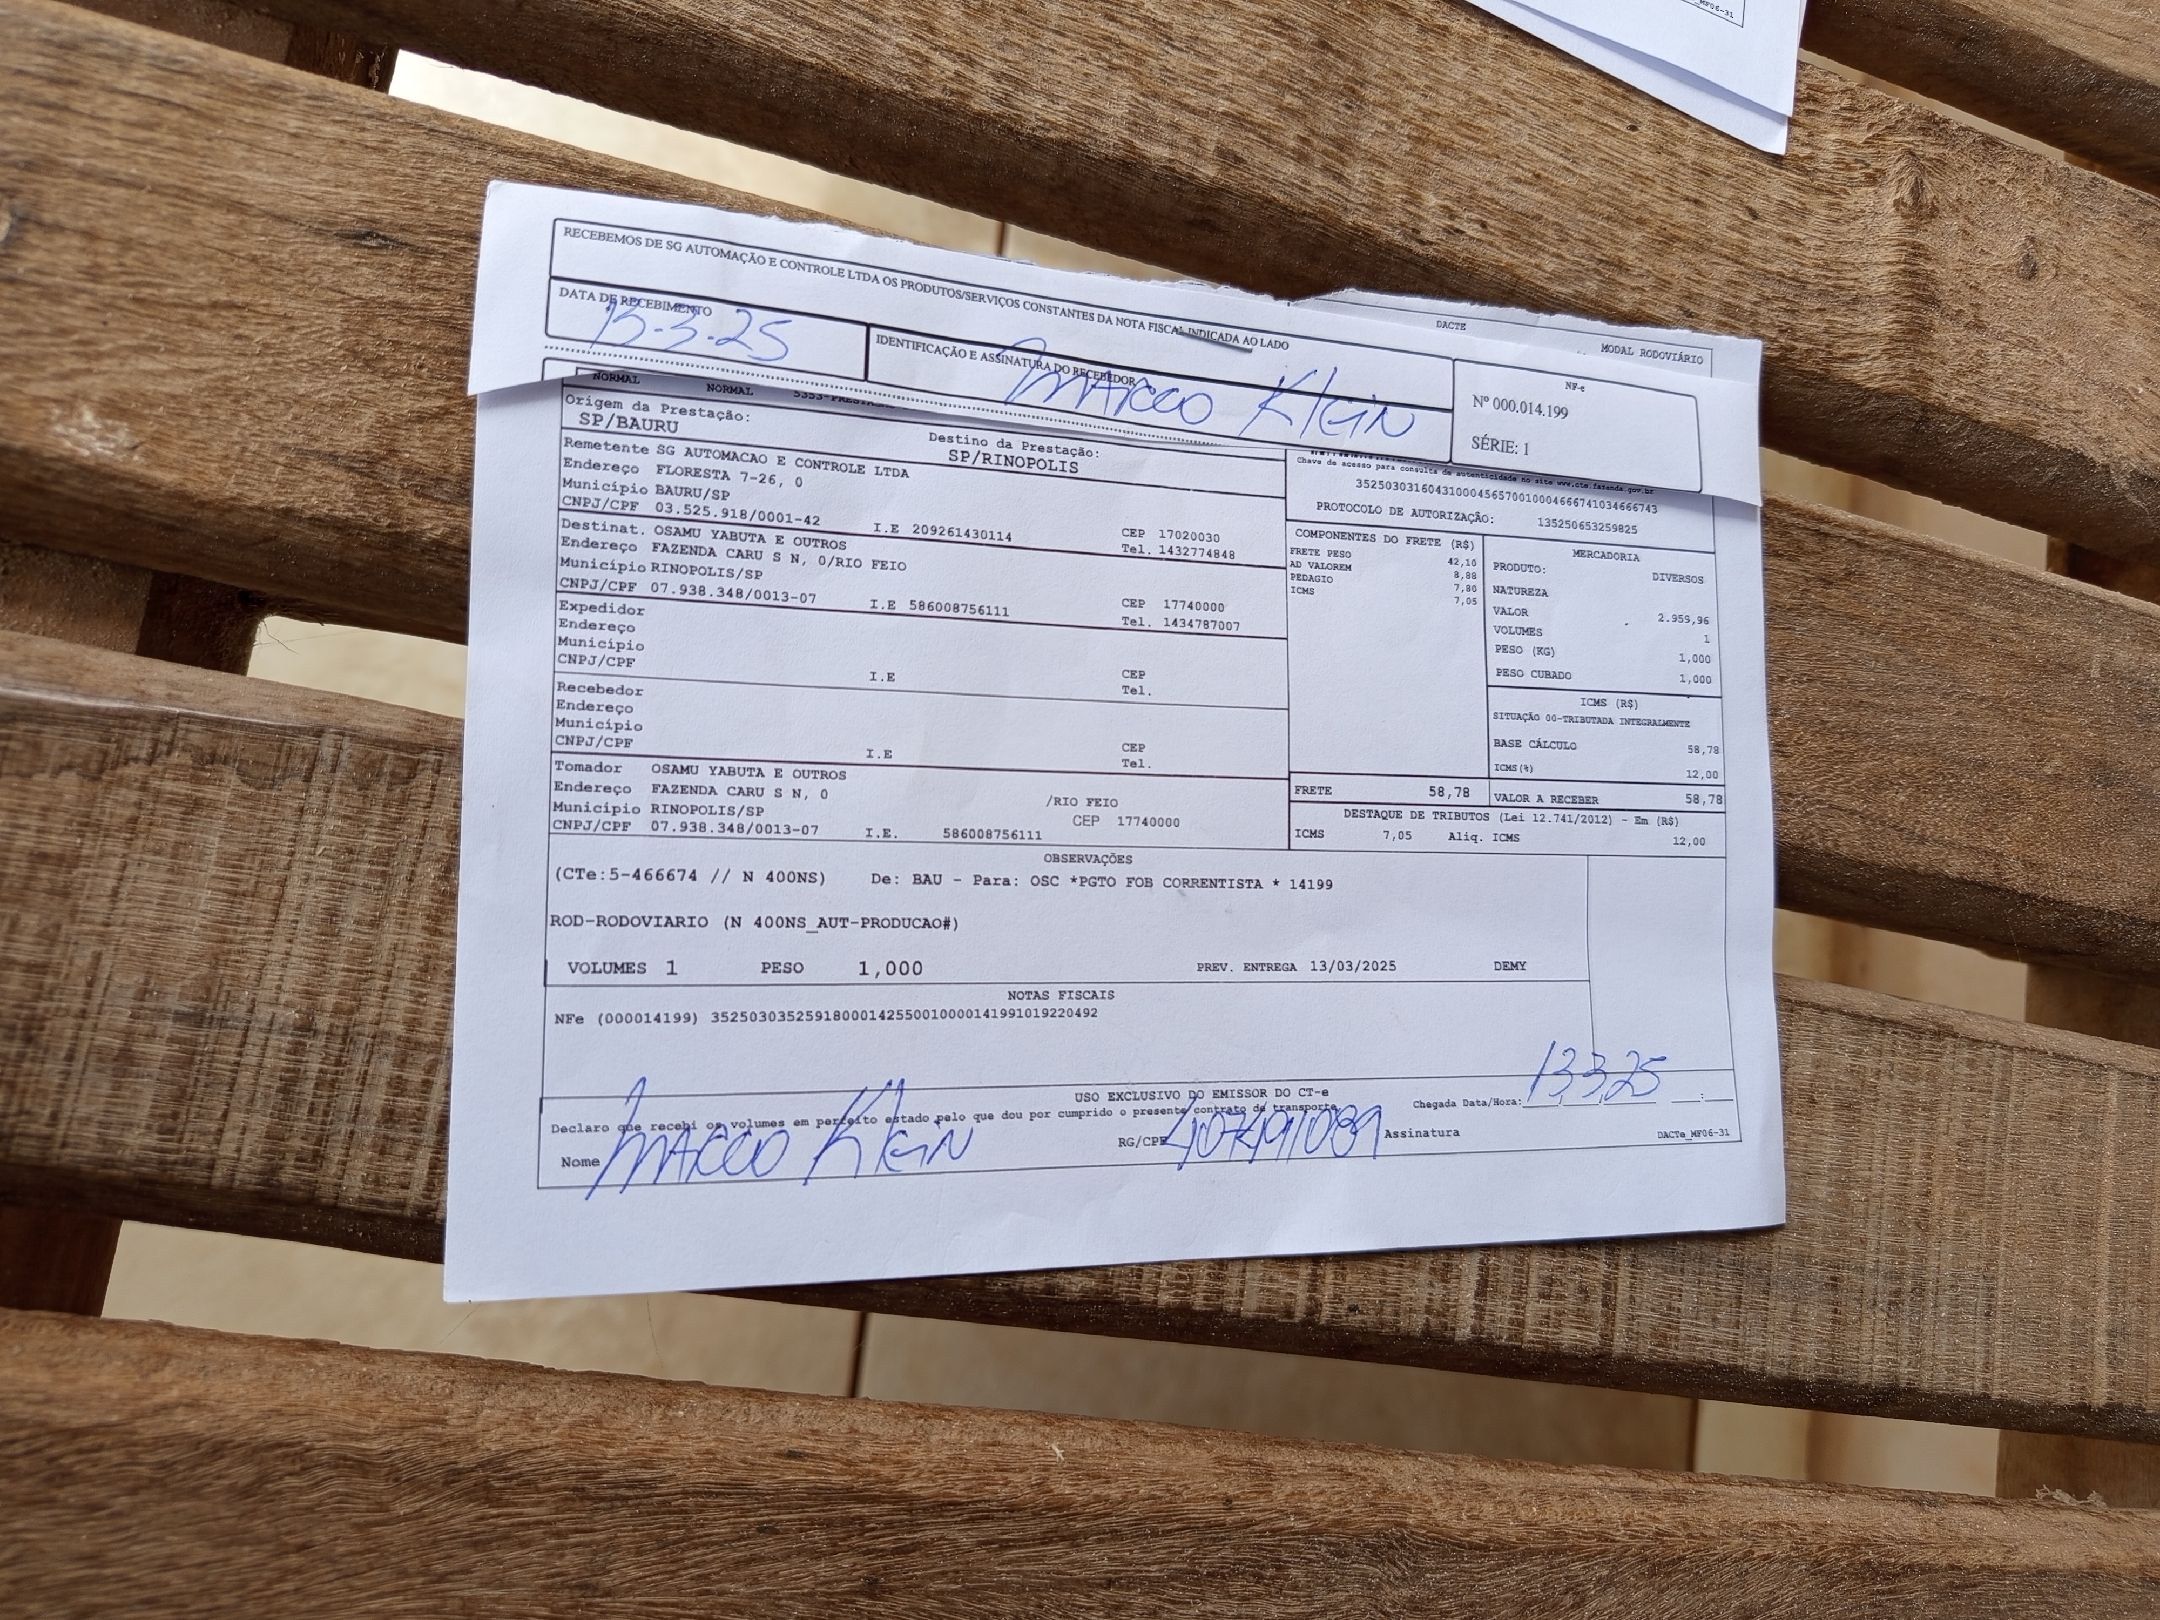 MF06-31
RECEBEMOS DE SG AUTOMAÇÃO E CONTROLE LTDA OS PRODUTOS/SERVIÇOS CONSTANTES DA NOTA FISCAL INDICADA AO LADO
DATA DE RECEBIMENTO
13-3-25
IDENTIFICAÇÃO E ASSINATURA DO RECEBEDOR
MARCO Klein
NF-e
Nº 000.014.199
SÉRIE: 1
DACTE
MODAL RODOVIÁRIO
NORMAL NORMAL
Origem da Prestação:
SP/BAURU
Destino da Prestação:
SP/RINOPOLIS
Remetente SG AUTOMACAO E CONTROLE LTDA
Endereço FLORESTA 7-26, 0
Município BAURU/SP
CNPJ/CPF 03.525.918/0001-42 I.E 209261430114 CEP 17020030
Tel. 1432774848
Destinat. OSAMU YABUTA E OUTROS
Endereço FAZENDA CARU S N, 0/RIO FEIO
Município RINOPOLIS/SP
CNPJ/CPF 07.938.348/0013-07 I.E 586008756111 CEP 17740000
Tel. 1434787007
Expedidor
Endereço
Município
CNPJ/CPF I.E CEP
Tel.
Recebedor
Endereço
Município
CNPJ/CPF I.E CEP
Tel.
Tomador OSAMU YABUTA E OUTROS
Endereço FAZENDA CARU S N, 0 /RIO FEIO
Município RINOPOLIS/SP CEP 17740000
CNPJ/CPF 07.938.348/0013-07 I.E. 586008756111
Chave de acesso para consulta de autenticidade no site www.cte.fazenda.gov.br
35250303160431000456570010004666741034666743
PROTOCOLO DE AUTORIZAÇÃO: 135250653259825
COMPONENTES DO FRETE (R$)
FRETE PESO 42,10
AD VALOREM 8,88
PEDAGIO 7,80
ICMS 7,05
MERCADORIA
PRODUTO: DIVERSOS
NATUREZA
VALOR 2.959,96
VOLUMES 1
PESO (KG) 1,000
PESO CUBADO 1,000
ICMS (R$)
SITUAÇÃO 00-TRIBUTADA INTEGRALMENTE
BASE CÁLCULO 58,78
ICMS(%) 12,00
FRETE 58,78 VALOR A RECEBER 58,78
DESTAQUE DE TRIBUTOS (Lei 12.741/2012) - Em (R$)
ICMS 7,05 Aliq. ICMS 12,00
OBSERVAÇÕES
(CTe:5-466674 // N 400NS) De: BAU - Para: OSC *PGTO FOB CORRENTISTA * 14199
ROD-RODOVIARIO (N 400NS_AUT-PRODUCAO#)
VOLUMES 1 PESO 1,000 PREV. ENTREGA 13/03/2025 DEMY
NOTAS FISCAIS
NFe (000014199) 35250303525918000142550010000141991019220492
USO EXCLUSIVO DO EMISSOR DO CT-e
Declaro que recebi os volumes em perfeito estado pelo que dou por cumprido o presente contrato de transporte
Chegada Data/Hora: 13 3 25 :
Nome MARCO Klein RG/CPF 407491089 Assinatura
DACTe_MF06-31